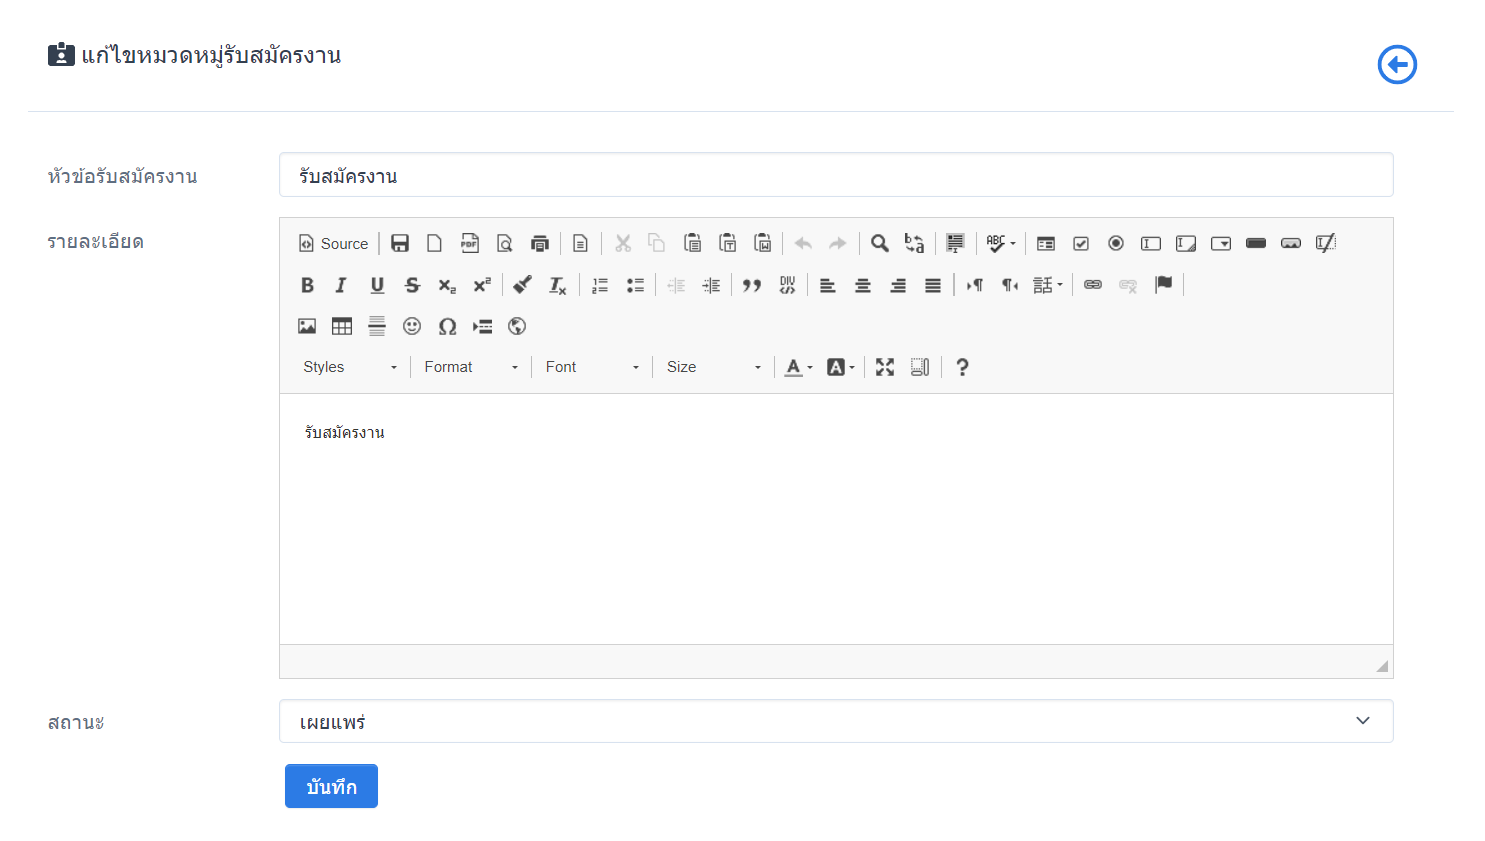 แก้ไขหมวดหมู่รับสมัครงาน
หัวข้อรับสมัครงาน
รับสมัครงาน
รายละเอียด
Source
Styles
Format
Font
Size
รับสมัครงาน
สถานะ
เผยแพร่
บันทึก